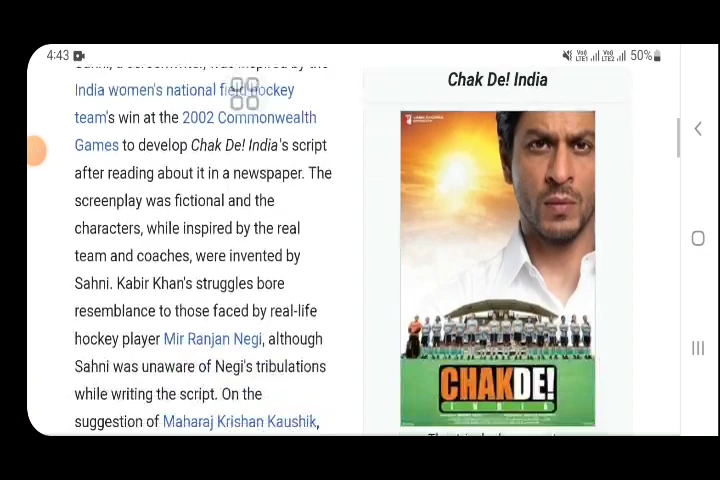 4:43
Vo)) LTE1 Vo)) LTE2 50%
India women's national field hockey
team's win at the 2002 Commonwealth
Games to develop Chak De! India's script
after reading about it in a newspaper. The
screenplay was fictional and the
characters, while inspired by the real
team and coaches, were invented by
Sahni. Kabir Khan's struggles bore
resemblance to those faced by real-life
hockey player Mir Ranjan Negi, although
Sahni was unaware of Negi's tribulations
while writing the script. On the
suggestion of Maharaj Krishan Kaushik,
Chak De! India
CHAK DE!
INDIA